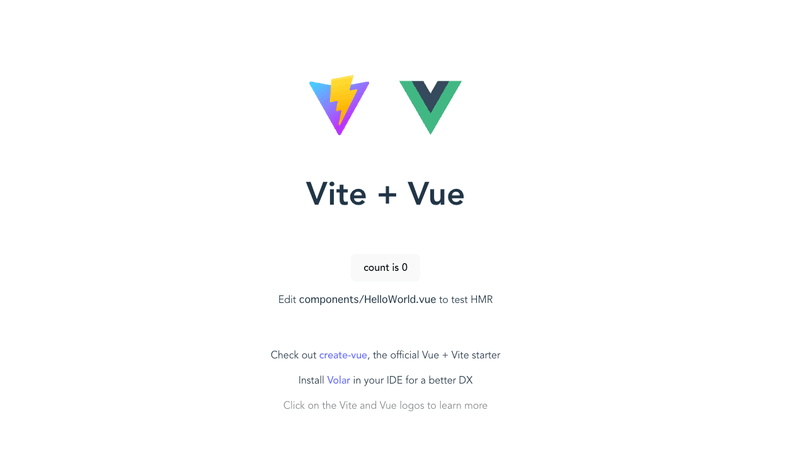 Vite + Vue
count is 0
Edit components/HelloWorld.vue to test HMR
Check out create-vue, the official Vue + Vite starter
Install Volar in your IDE for a better DX
Click on the Vite and Vue logos to learn more